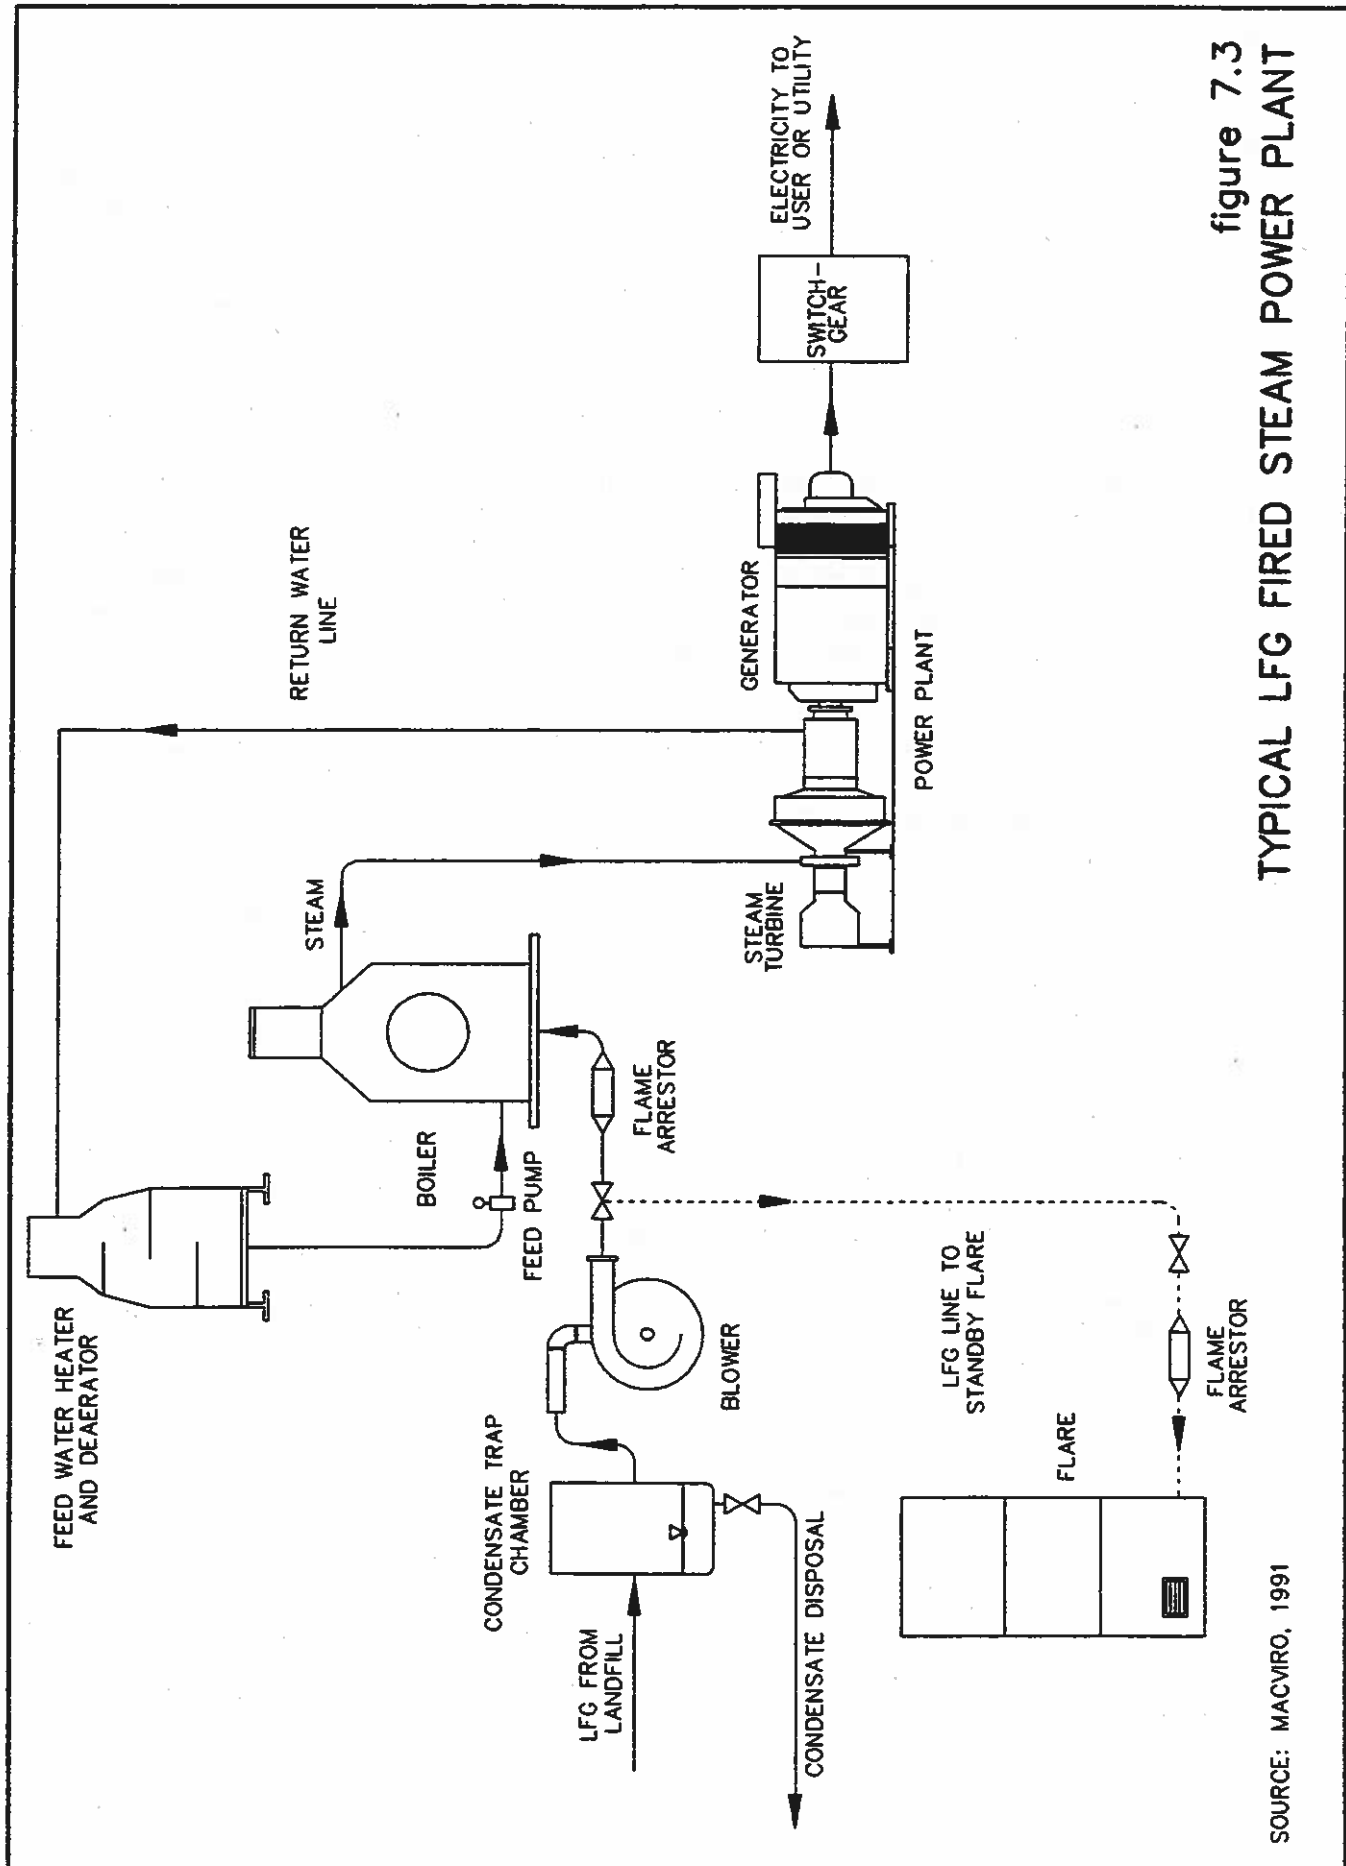 FEED WATER HEATER
AND DEAERATOR
RETURN WATER
LINE
STEAM
BOILER
FEED PUMP
CONDENSATE TRAP
CHAMBER
LFG FROM
LANDFILL
BLOWER
FLAME
ARRESTOR
STEAM
TURBINE
GENERATOR
POWER PLANT
SWITCH-
GEAR
ELECTRICITY TO
USER OR UTILITY
CONDENSATE DISPOSAL
LFG LINE TO
STANDBY FLARE
FLARE
FLAME
ARRESTOR
figure 7.3
TYPICAL LFG FIRED STEAM POWER PLANT
SOURCE: MACVIRO, 1991